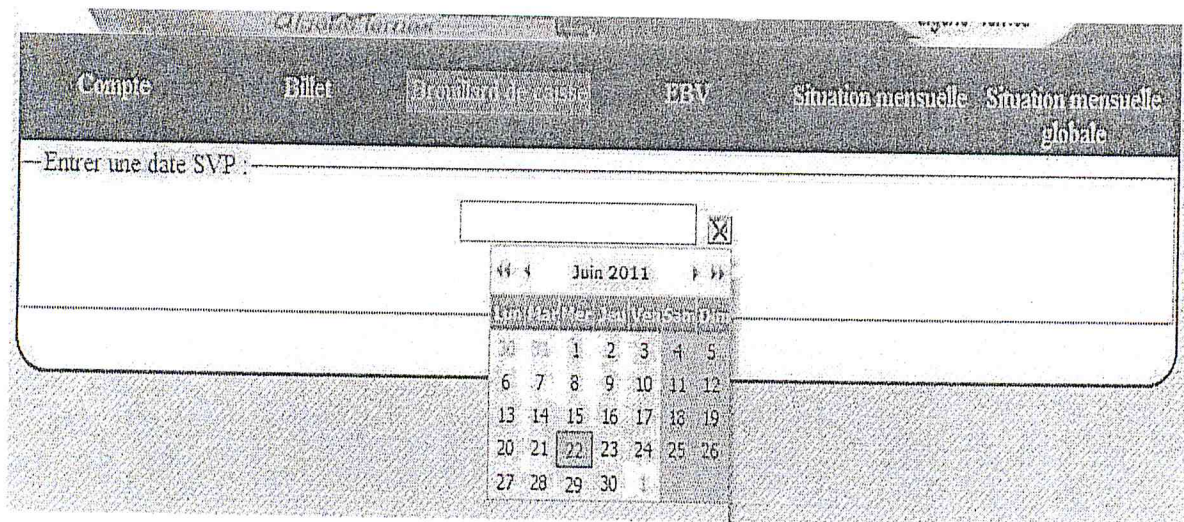 Compte Billet Brouillard de caisse EBV Situation mensuelle Situation mensuelle globale
Entrer une date SVP :
Juin 2011
Lun Mar Mer Jeu Ven Sam Dim
30 31 1 2 3 4 5
6 7 8 9 10 11 12
13 14 15 16 17 18 19
20 21 22 23 24 25 26
27 28 29 30 1